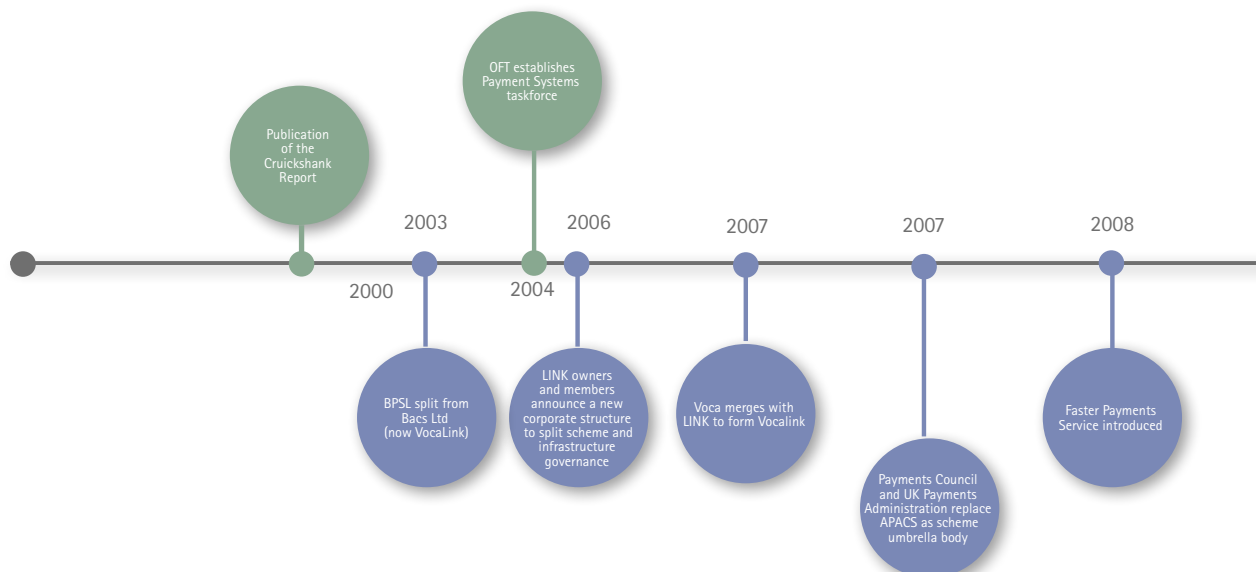 OFT establishes
Payment Systems
taskforce
Publication
of the
Cruickshank
Report
2003
2006
2007
2007
2008
2000
2004
BPSL split from
Bacs Ltd
(now VocaLink)
LINK owners
and members
announce a new
corporate structure
to split scheme and
infrastructure
governance
Voca merges with
LINK to form Vocalink
Payments Council
and UK Payments
Administration replace
APACS as scheme
umbrella body
Faster Payments
Service introduced